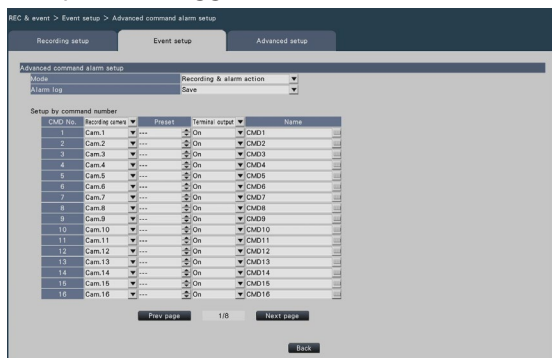 REC & event > Event setup > Advanced command alarm setup
Recording setup Event setup Advanced setup
Advanced command alarm setup
Mode Recording & alarm action
Alarm log Save
Setup by command number
CMD No. Recording camera Preset Terminal output Name
1 Cam.1 --- On CMD1
2 Cam.2 --- On CMD2
3 Cam.3 --- On CMD3
4 Cam.4 --- On CMD4
5 Cam.5 --- On CMD5
6 Cam.6 --- On CMD6
7 Cam.7 --- On CMD7
8 Cam.8 --- On CMD8
9 Cam.9 --- On CMD9
10 Cam.10 --- On CMD10
11 Cam.11 --- On CMD11
12 Cam.12 --- On CMD12
13 Cam.13 --- On CMD13
14 Cam.14 --- On CMD14
15 Cam.15 --- On CMD15
16 Cam.16 --- On CMD16
Prev page 1/8 Next page
Back